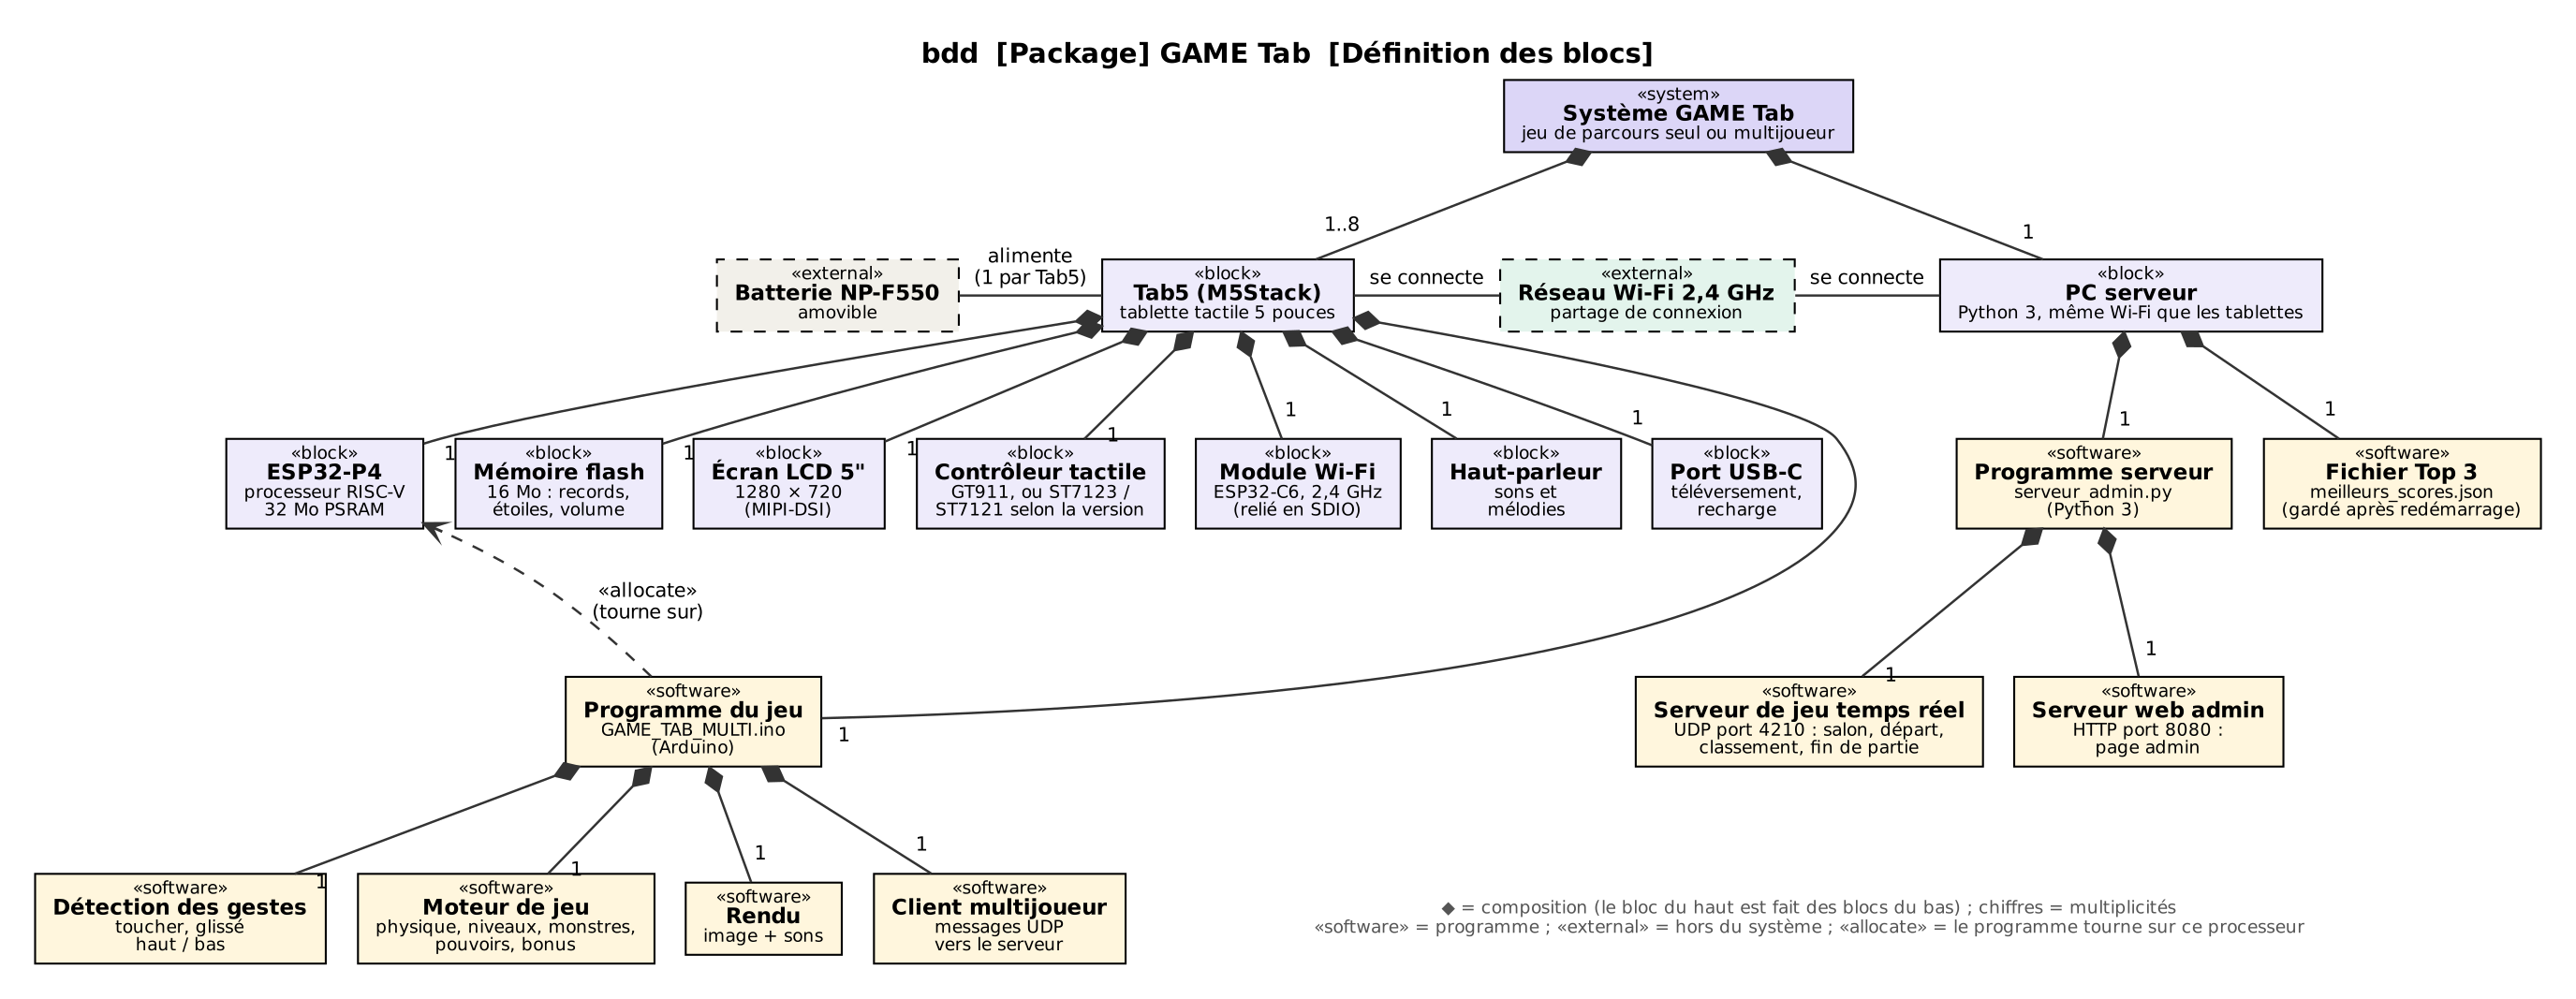 bdd  [Package] GAME Tab  [Définition des blocs]
«system»
Système GAME Tab
jeu de parcours seul ou multijoueur
1..8
1
«external»
Batterie NP-F550
amovible
alimente
(1 par Tab5)
«block»
Tab5 (M5Stack)
tablette tactile 5 pouces
se connecte
«external»
Réseau Wi-Fi 2,4 GHz
partage de connexion
se connecte
«block»
PC serveur
Python 3, même Wi-Fi que les tablettes
1
1
1
1
1
1
1
1
1
«block»
ESP32-P4
processeur RISC-V
32 Mo PSRAM
«block»
Mémoire flash
16 Mo : records,
étoiles, volume
«block»
Écran LCD 5"
1280 × 720
(MIPI-DSI)
«block»
Contrôleur tactile
GT911, ou ST7123 /
ST7121 selon la version
«block»
Module Wi-Fi
ESP32-C6, 2,4 GHz
(relié en SDIO)
«block»
Haut-parleur
sons et
mélodies
«block»
Port USB-C
téléversement,
recharge
«software»
Programme serveur
serveur_admin.py
(Python 3)
«software»
Fichier Top 3
meilleurs_scores.json
(gardé après redémarrage)
«allocate»
(tourne sur)
1
1
«software»
Programme du jeu
GAME_TAB_MULTI.ino
(Arduino)
1
«software»
Serveur de jeu temps réel
UDP port 4210 : salon, départ,
classement, fin de partie
«software»
Serveur web admin
HTTP port 8080 :
page admin
1
1
1
1
«software»
Détection des gestes
toucher, glissé
haut / bas
«software»
Moteur de jeu
physique, niveaux, monstres,
pouvoirs, bonus
«software»
Rendu
image + sons
«software»
Client multijoueur
messages UDP
vers le serveur
◆ = composition (le bloc du haut est fait des blocs du bas) ; chiffres = multiplicités
«software» = programme ; «external» = hors du système ; «allocate» = le programme tourne sur ce processeur